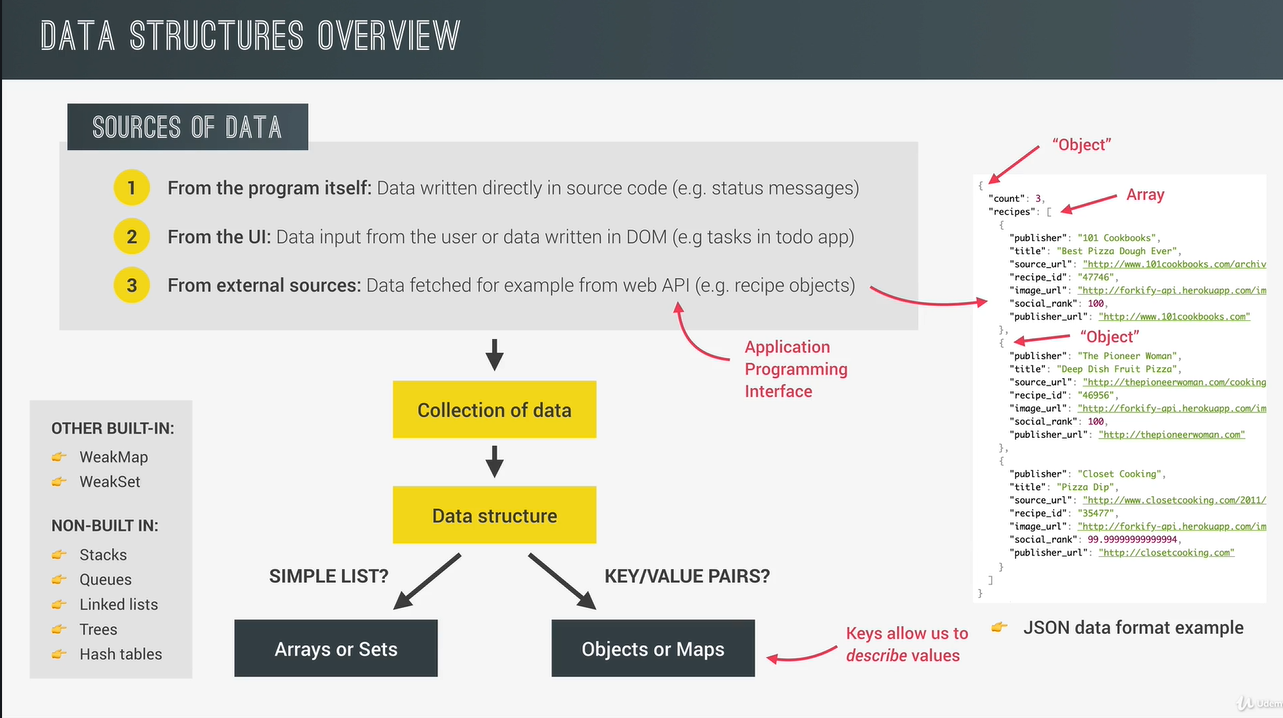 DATA STRUCTURES OVERVIEW
SOURCES OF DATA
1 From the program itself: Data written directly in source code (e.g. status messages)
2 From the UI: Data input from the user or data written in DOM (e.g tasks in todo app)
3 From external sources: Data fetched for example from web API (e.g. recipe objects)
Application
Programming
Interface
Collection of data
Data structure
SIMPLE LIST?
KEY/VALUE PAIRS?
Arrays or Sets
Objects or Maps
Keys allow us to
describe values
OTHER BUILT-IN:
WeakMap
WeakSet
NON-BUILT IN:
Stacks
Queues
Linked lists
Trees
Hash tables
“Object”
Array
“Object”
{
"count": 3,
"recipes": [
{
"publisher": "101 Cookbooks",
"title": "Best Pizza Dough Ever",
"source_url": "http://www.101cookbooks.com/archiv
"recipe_id": "47746",
"image_url": "http://forkify-api.herokuapp.com/im
"social_rank": 100,
"publisher_url": "http://www.101cookbooks.com"
},
{
"publisher": "The Pioneer Woman",
"title": "Deep Dish Fruit Pizza",
"source_url": "http://thepioneerwoman.com/cooking
"recipe_id": "46956",
"image_url": "http://forkify-api.herokuapp.com/im
"social_rank": 100,
"publisher_url": "http://thepioneerwoman.com"
},
{
"publisher": "Closet Cooking",
"title": "Pizza Dip",
"source_url": "http://www.closetcooking.com/2011/
"recipe_id": "35477",
"image_url": "http://forkify-api.herokuapp.com/im
"social_rank": 99.99999999999994,
"publisher_url": "http://closetcooking.com"
}
]
}
JSON data format example
Udem